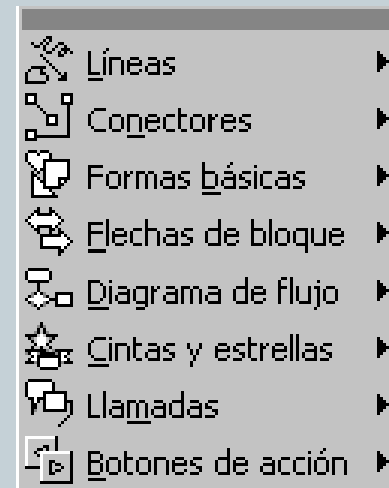 Líneas
Conectores
Formas básicas
Flechas de bloque
Diagrama de flujo
Cintas y estrellas
Llamadas
Botones de acción